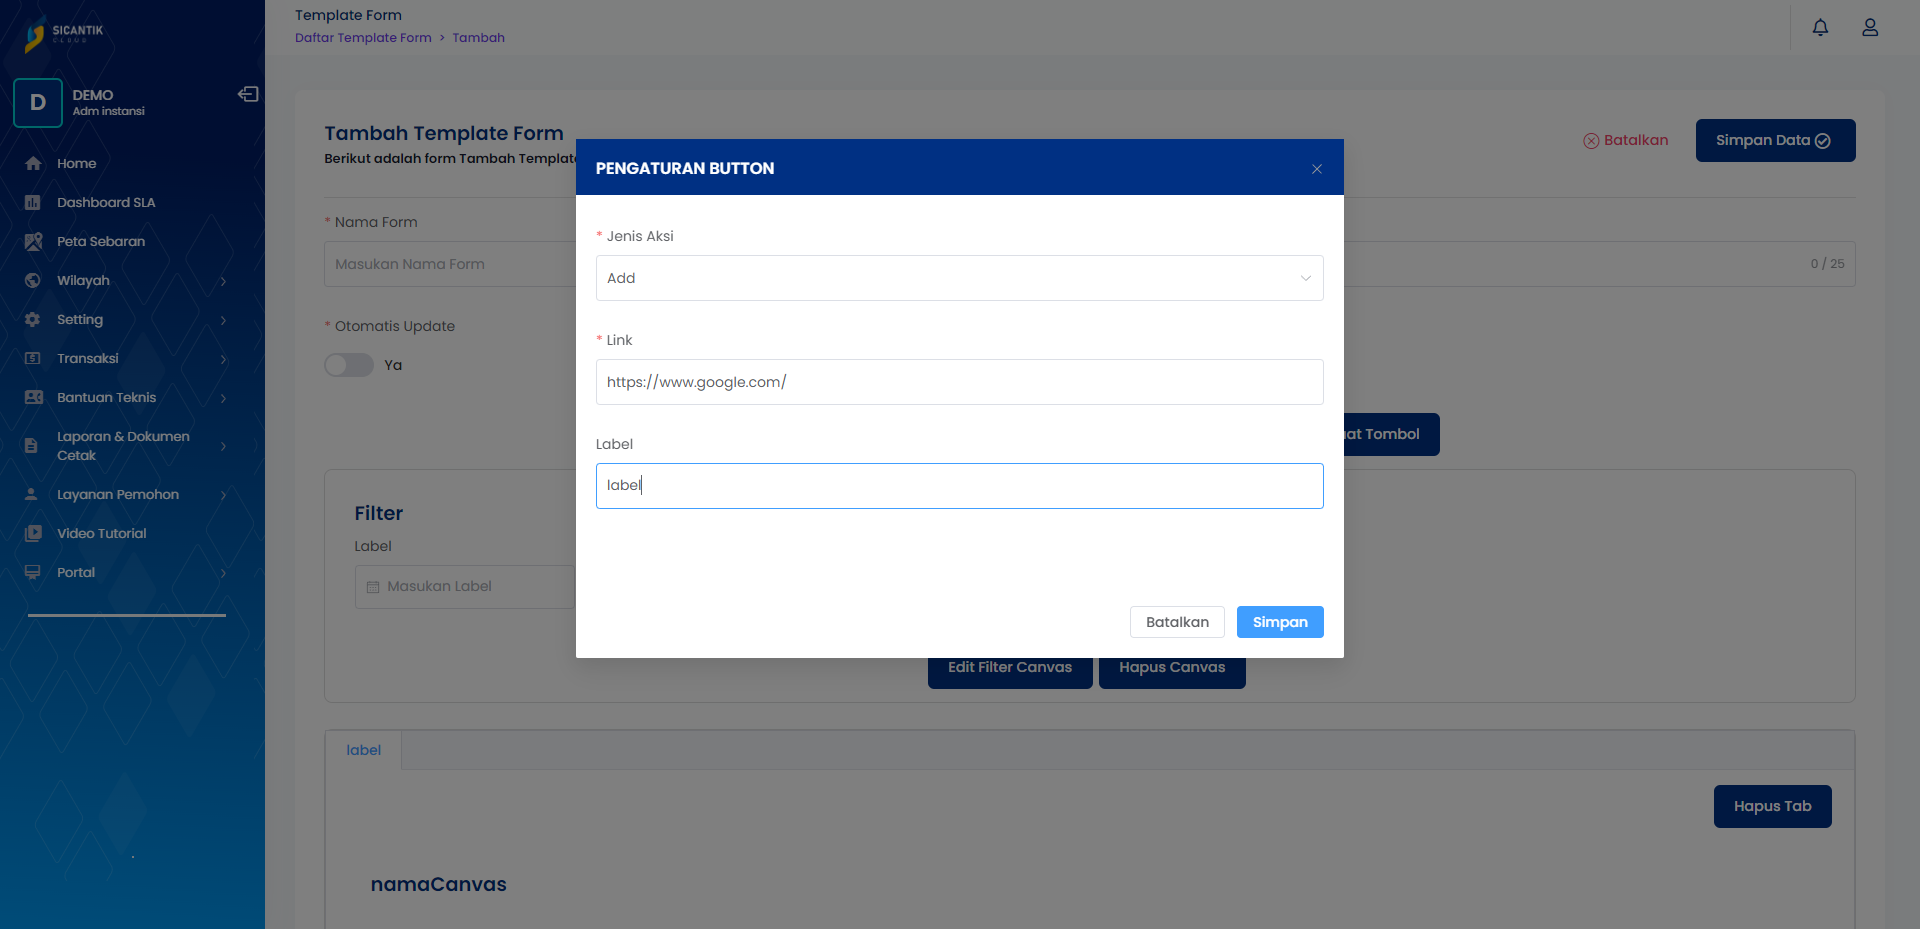 SICANTIK
CLOUD
Template Form
Daftar Template Form > Tambah
D
DEMO
Adm instansi
Home
Dashboard SLA
Peta Sebaran
Wilayah
Setting
Transaksi
Bantuan Teknis
Laporan & Dokumen
Cetak
Layanan Pemohon
Video Tutorial
Portal
Tambah Template Form
Berikut adalah form Tambah Template
Batalkan
Simpan Data
* Nama Form
Masukan Nama Form
0 / 25
* Otomatis Update
Ya
at Tombol
Filter
Label
Masukan Label
Edit Filter Canvas
Hapus Canvas
label
Hapus Tab
namaCanvas
PENGATURAN BUTTON
* Jenis Aksi
Add
* Link
https://www.google.com/
Label
label
Batalkan
Simpan